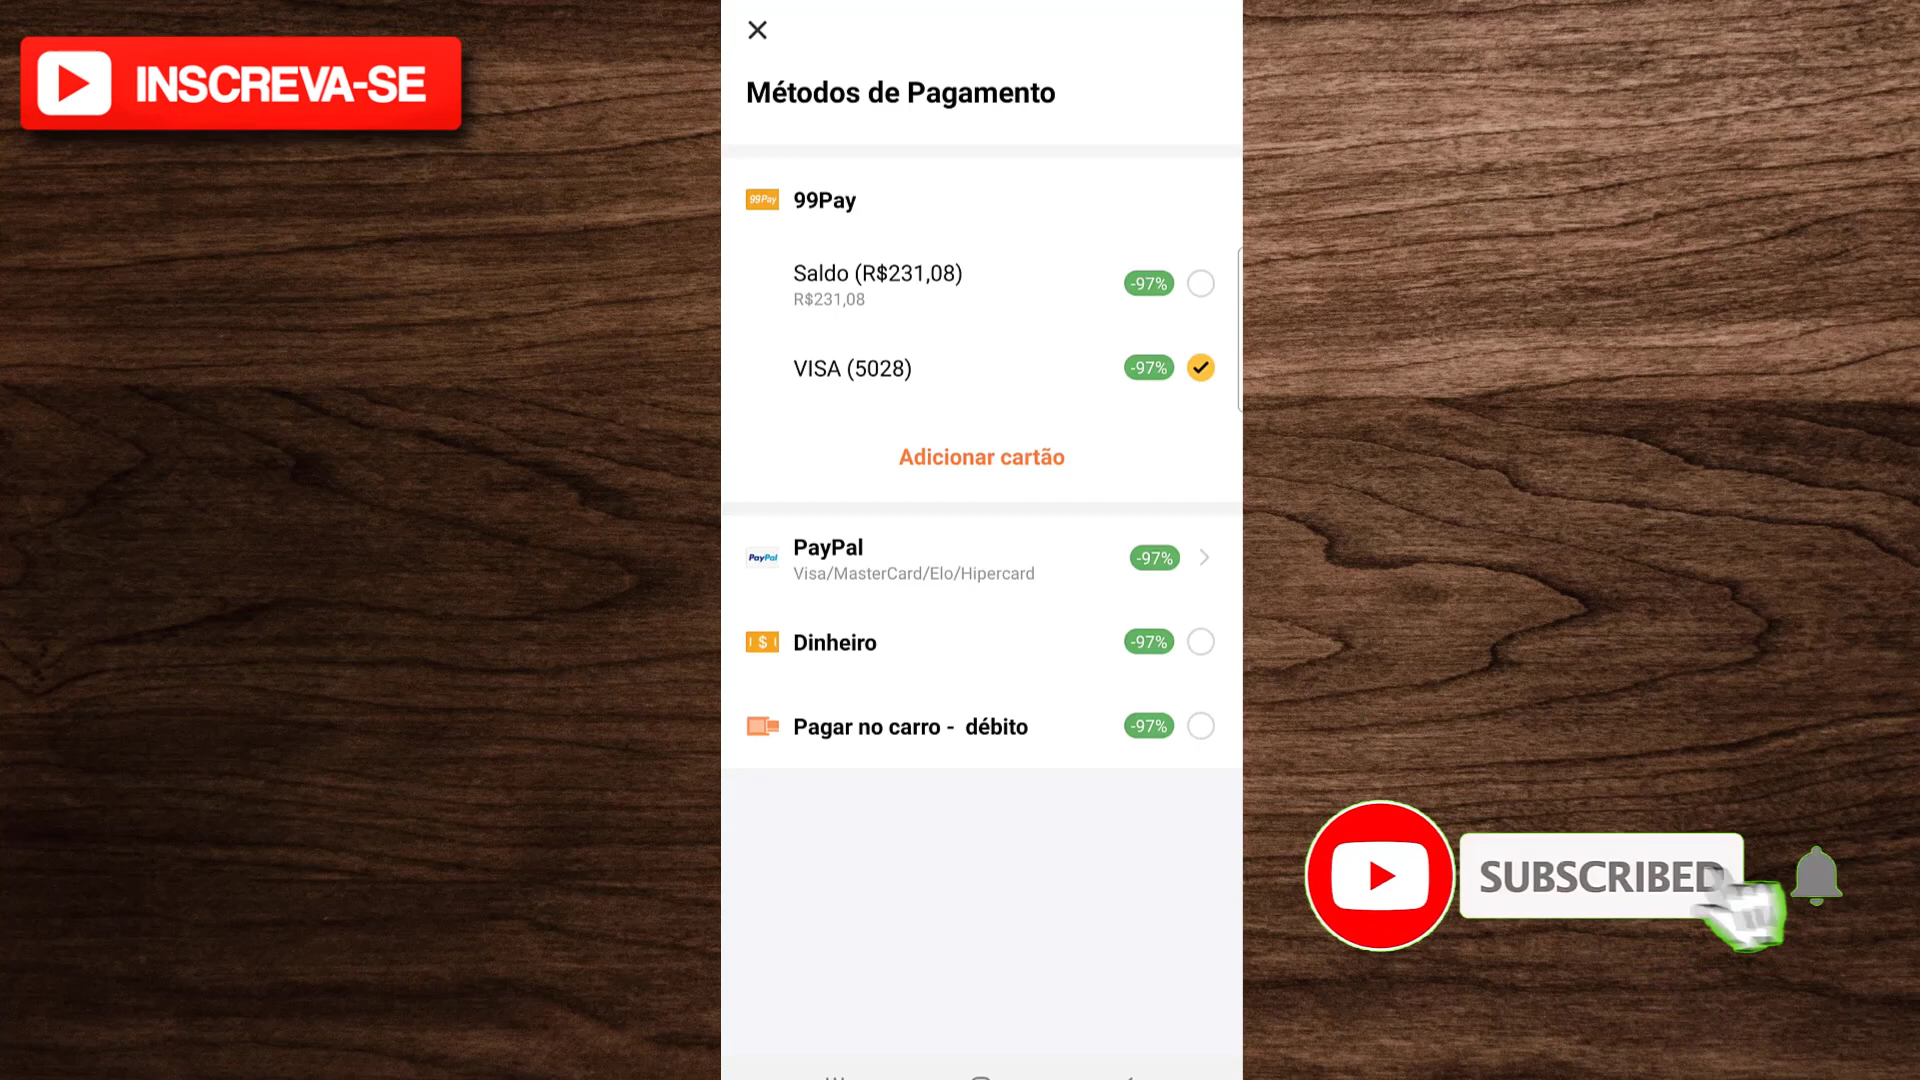 INSCREVA-SE
Métodos de Pagamento
99Pay 99Pay
Saldo (R$231,08) -97%
R$231,08
VISA (5028) -97%
Adicionar cartão
PayPal PayPal -97%
Visa/MasterCard/Elo/Hipercard
$ Dinheiro -97%
Pagar no carro - débito -97%
SUBSCRIBED